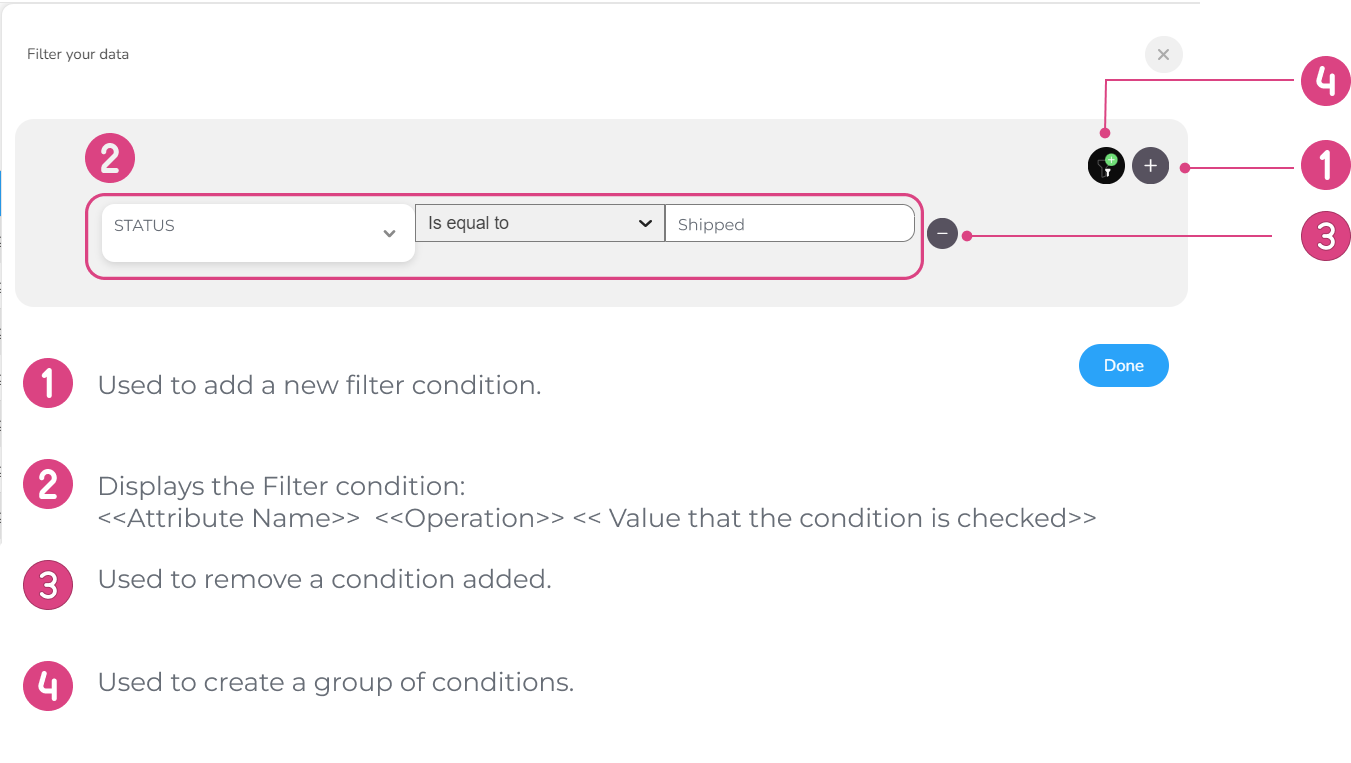 Filter your data
×
4
2
+
1
STATUS
Is equal to
Shipped
−
3
Done
1
Used to add a new filter condition.
2
Displays the Filter condition:
<<Attribute Name>>  <<Operation>> << Value that the condition is checked>>
3
Used to remove a condition added.
4
Used to create a group of conditions.